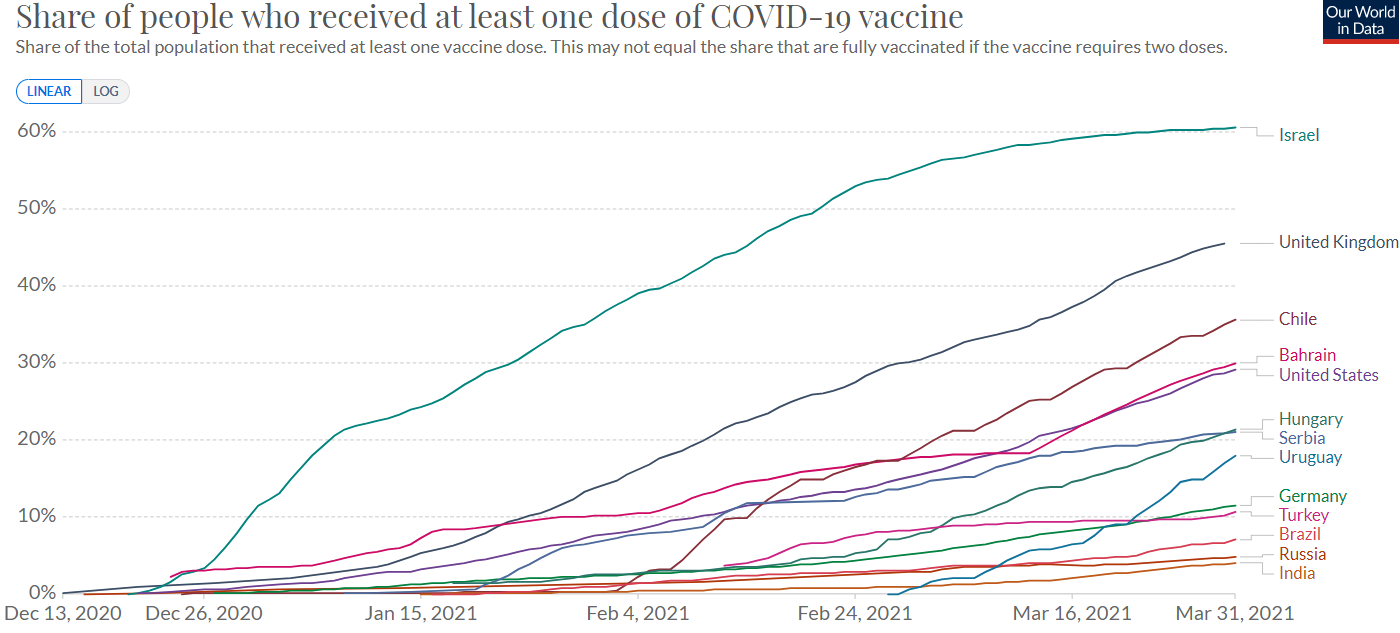 Share of people who received at least one dose of COVID-19 vaccine
Our World
in Data
Share of the total population that received at least one vaccine dose. This may not equal the share that are fully vaccinated if the vaccine requires two doses.
LINEAR LOG
60%
50%
40%
30%
20%
10%
0%
Israel
United Kingdom
Chile
Bahrain
United States
Hungary
Serbia
Uruguay
Germany
Turkey
Brazil
Russia
India
Dec 13, 2020 Dec 26, 2020 Jan 15, 2021 Feb 4, 2021 Feb 24, 2021 Mar 16, 2021 Mar 31, 2021